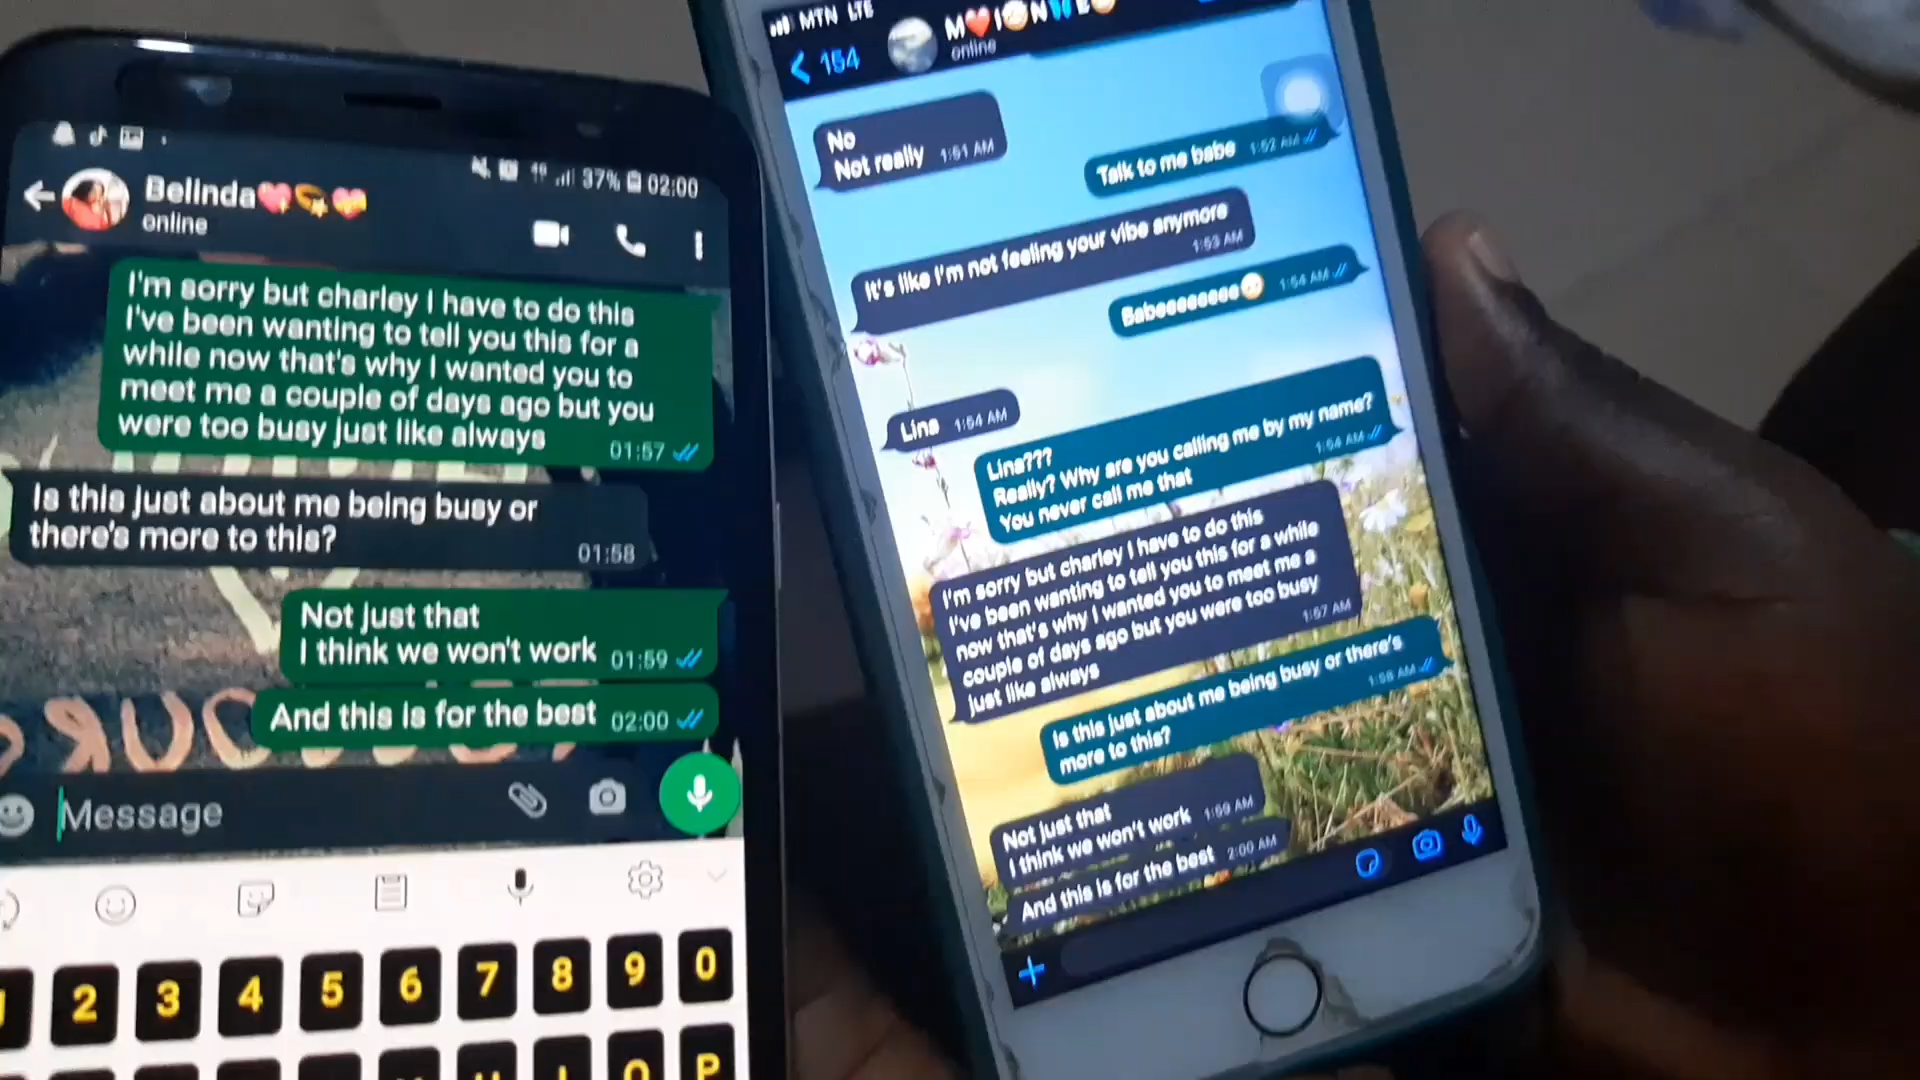 37% 02:00
Belinda
online
I'm sorry but charley I have to do this
I've been wanting to tell you this for a
while now that's why I wanted you to
meet me a couple of days ago but you
were too busy just like always
01:57
Is this just about me being busy or
there's more to this?
01:58
Not just that
I think we won't work
01:59
And this is for the best
02:00
Message
2 3 4 5 6 7 8 9 0
O P
MTN LTE
154
M❤️I😍N👣E
online
No
Not really
1:51 AM
Talk to me babe
1:52 AM
It's like I'm not feeling your vibe anymore
1:53 AM
Babeeeeeeee
1:54 AM
Lina
1:54 AM
Lina???
Really? Why are you calling me by my name?
You never call me that
1:54 AM
I'm sorry but charley I have to do this
I've been wanting to tell you this for a while
now that's why I wanted you to meet me a
couple of days ago but you were too busy
just like always
1:57 AM
Is this just about me being busy or there's
more to this?
1:58 AM
Not just that
I think we won't work
1:59 AM
And this is for the best
2:00 AM